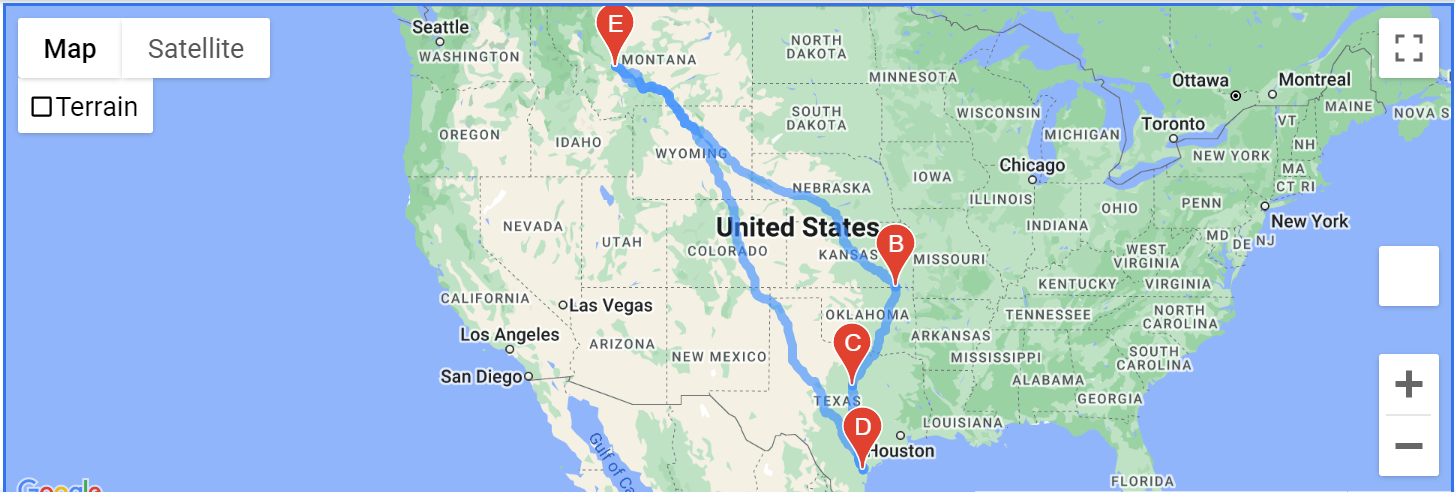 E
Seattle
Map
Satellite
WASHINGTON
MONTANA
NORTH
DAKOTA
MINNESOTA
Ottawa
Montreal
Terrain
SOUTH
DAKOTA
WISCONSIN
MAINE
NOVA S
OREGON
IDAHO
MICHIGAN
Toronto
VT
NH
WYOMING
Chicago
NEW YORK
MA
CT RI
NEBRASKA
IOWA
ILLINOIS
OHIO
PENN
New York
NEVADA
UTAH
United States
COLORADO
KANSAS
B
MISSOURI
INDIANA
WEST
VIRGINIA
MD
DE
NJ
KENTUCKY
VIRGINIA
CALIFORNIA
Las Vegas
OKLAHOMA
TENNESSEE
NORTH
CAROLINA
Los Angeles
ARIZONA
NEW MEXICO
C
ARKANSAS
MISSISSIPPI
SOUTH
CAROLINA
San Diego
ALABAMA
TEXAS
GEORGIA
D
LOUISIANA
Houston
Gulf of Ca
FLORIDA
Google